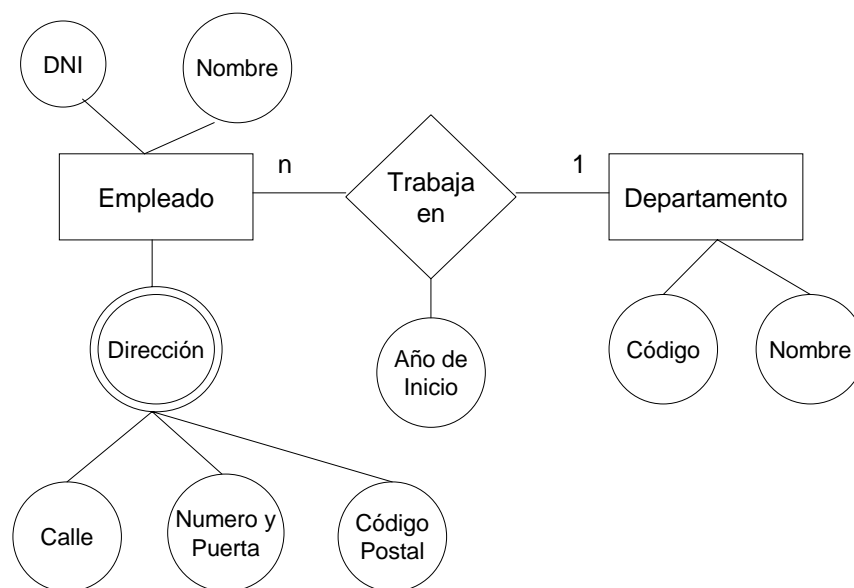 DNI
Nombre
n
1
Empleado
Trabaja
en
Departamento
Dirección
Año de
Inicio
Código
Nombre
Calle
Numero y
Puerta
Código
Postal